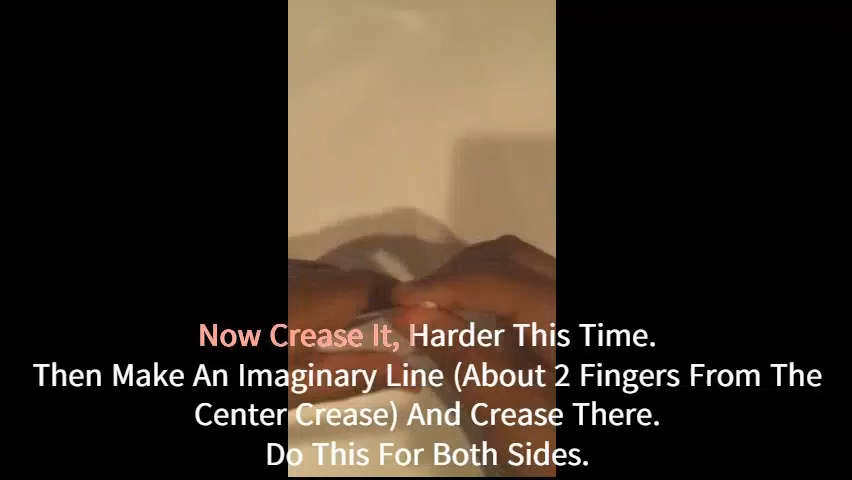 Now Crease It, Harder This Time.
Then Make An Imaginary Line (About 2 Fingers From The
Center Crease) And Crease There.
Do This For Both Sides.